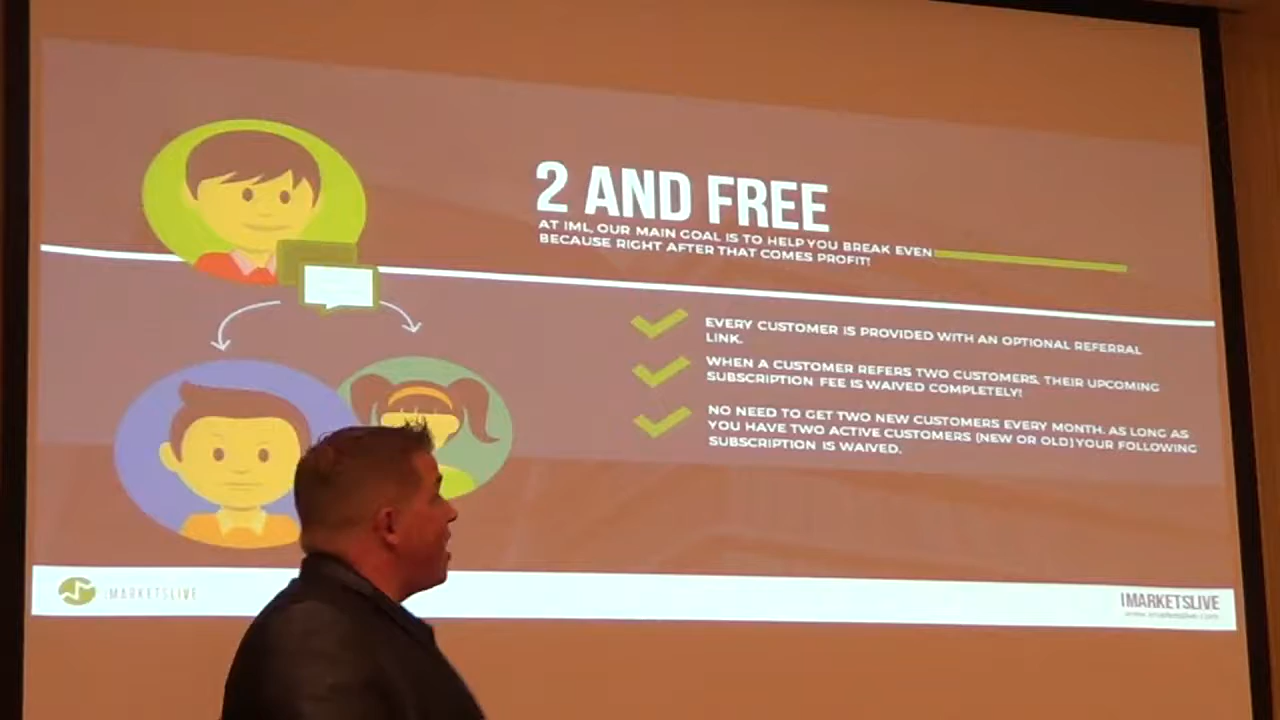 2 AND FREE
AT IML, OUR MAIN GOAL IS TO HELP YOU BREAK EVEN
BECAUSE RIGHT AFTER THAT COMES PROFIT!
EVERY CUSTOMER IS PROVIDED WITH AN OPTIONAL REFERRAL
LINK.
WHEN A CUSTOMER REFERS TWO CUSTOMERS, THEIR UPCOMING
SUBSCRIPTION FEE IS WAIVED COMPLETELY!
NO NEED TO GET TWO NEW CUSTOMERS EVERY MONTH. AS LONG AS
YOU HAVE TWO ACTIVE CUSTOMERS (NEW OR OLD) YOUR FOLLOWING
SUBSCRIPTION IS WAIVED.
IMARKETSLIVE
IMARKETSLIVE
www.imarketslive.com